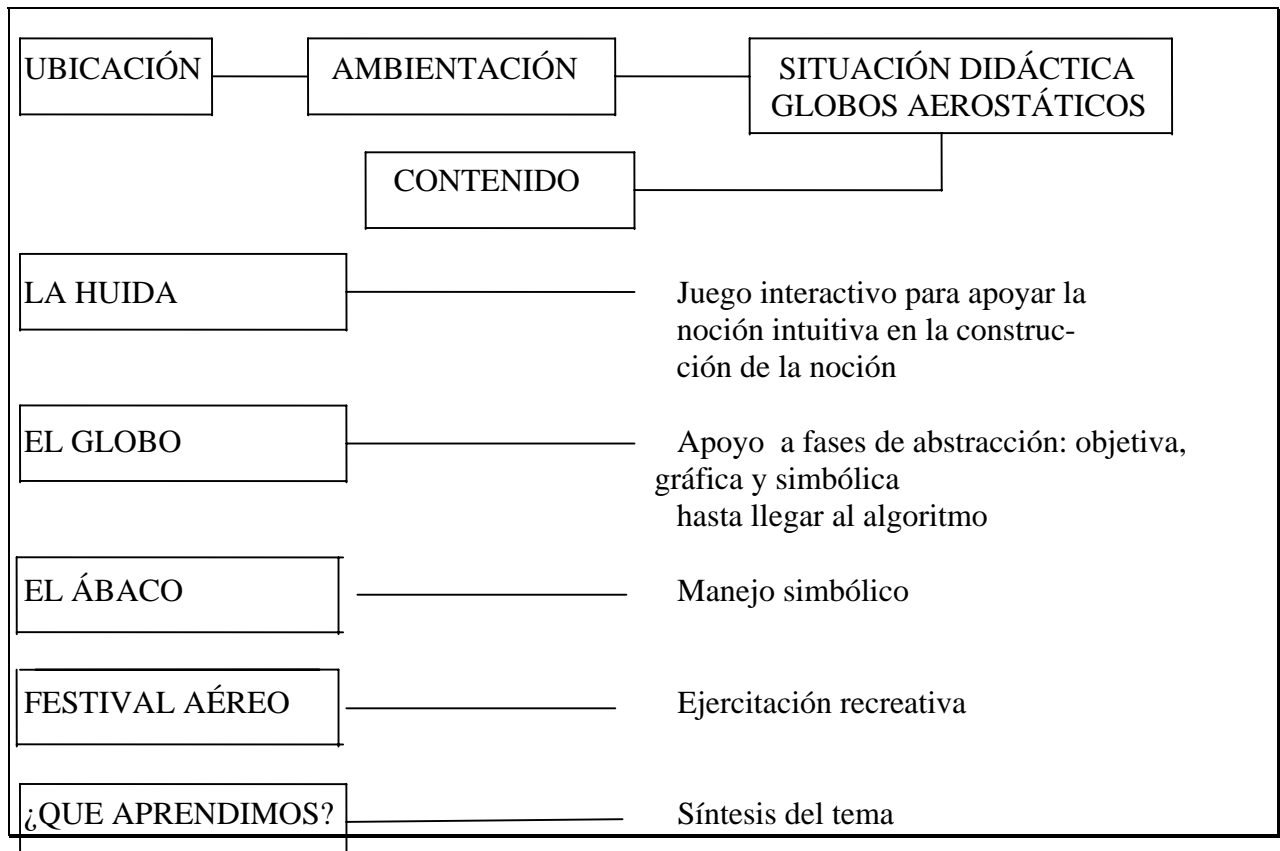 UBICACIÓN
AMBIENTACIÓN
SITUACIÓN DIDÁCTICA
GLOBOS AEROSTÁTICOS
CONTENIDO
LA HUIDA
Juego interactivo para apoyar la
noción intuitiva en la construc-
ción de la noción
EL GLOBO
Apoyo a fases de abstracción: objetiva,
gráfica y simbólica
hasta llegar al algoritmo
EL ÁBACO
Manejo simbólico
FESTIVAL AÉREO
Ejercitación recreativa
¿QUE APRENDIMOS?
Síntesis del tema